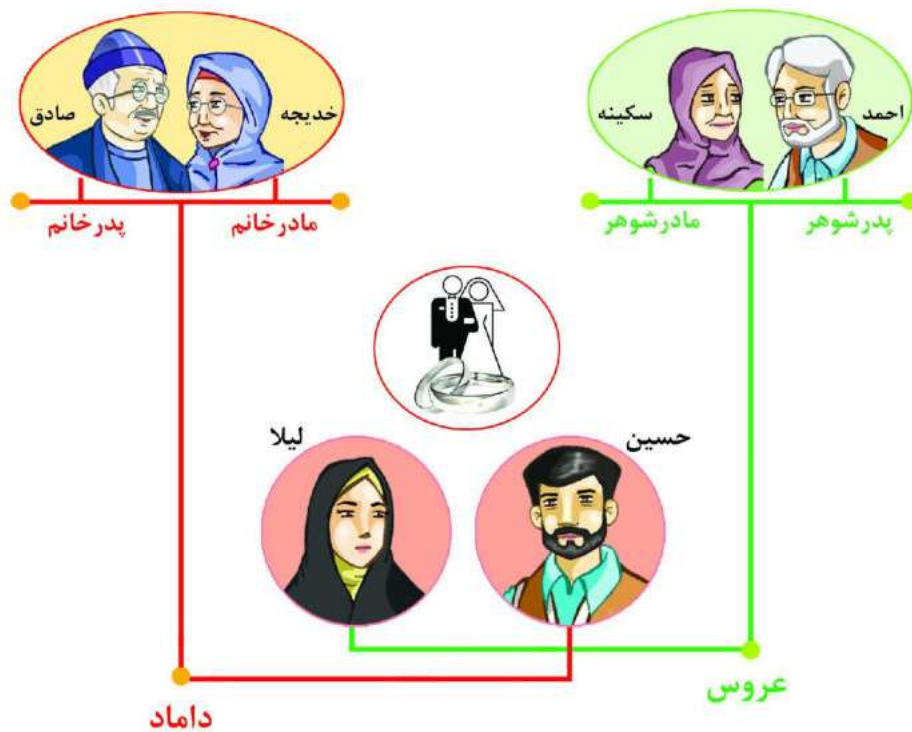 احمد
سکینه
خدیجه
صادق
پدرشوهر
مادرشوهر
مادرخانم
پدرخانم
حسین
لیلا
عروس
داماد